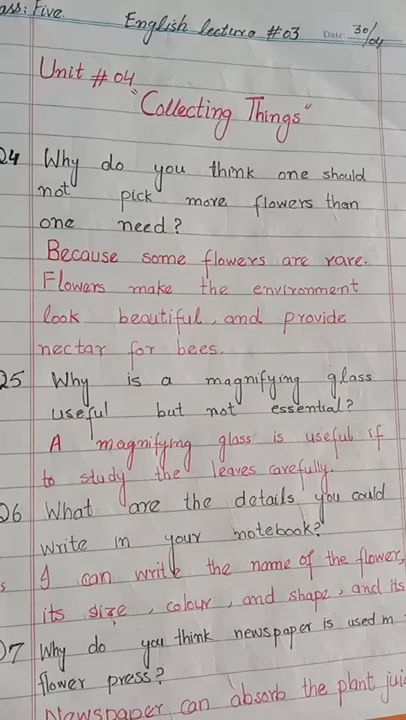 ass: Five. English lecture #03 Date: 30/04
Unit # 04
"Collecting Things"
Q4 Why do you think one should
not pick more flowers than
one need?
Because some flowers are rare.
Flowers make the environment
look beautiful, and provide
nectar for bees.
Q5 Why is a magnifying glass
useful but not essential?
A magnifying glass is useful if
to study the leaves carefully.
Q6 What are the details you could
write in your notebook?
s I can write the name of the flower,
its size, colour, and shape, and its
Q7 Why do you think newspaper is used in
flower press?
Newspaper can absorb the plant jui